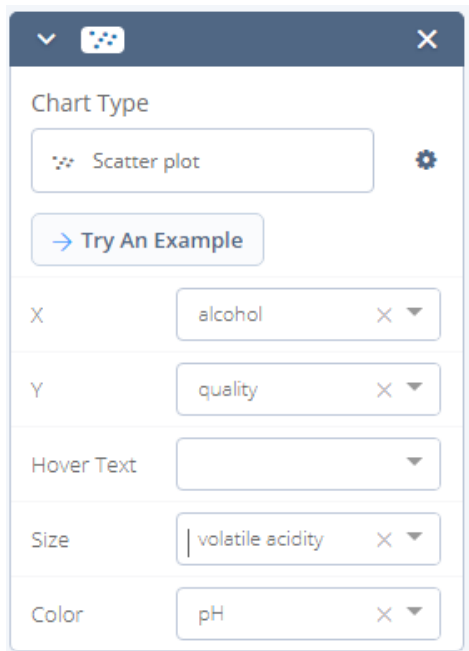 Chart Type
Scatter plot
Try An Example
X alcohol
Y quality
Hover Text
Size volatile acidity
Color pH